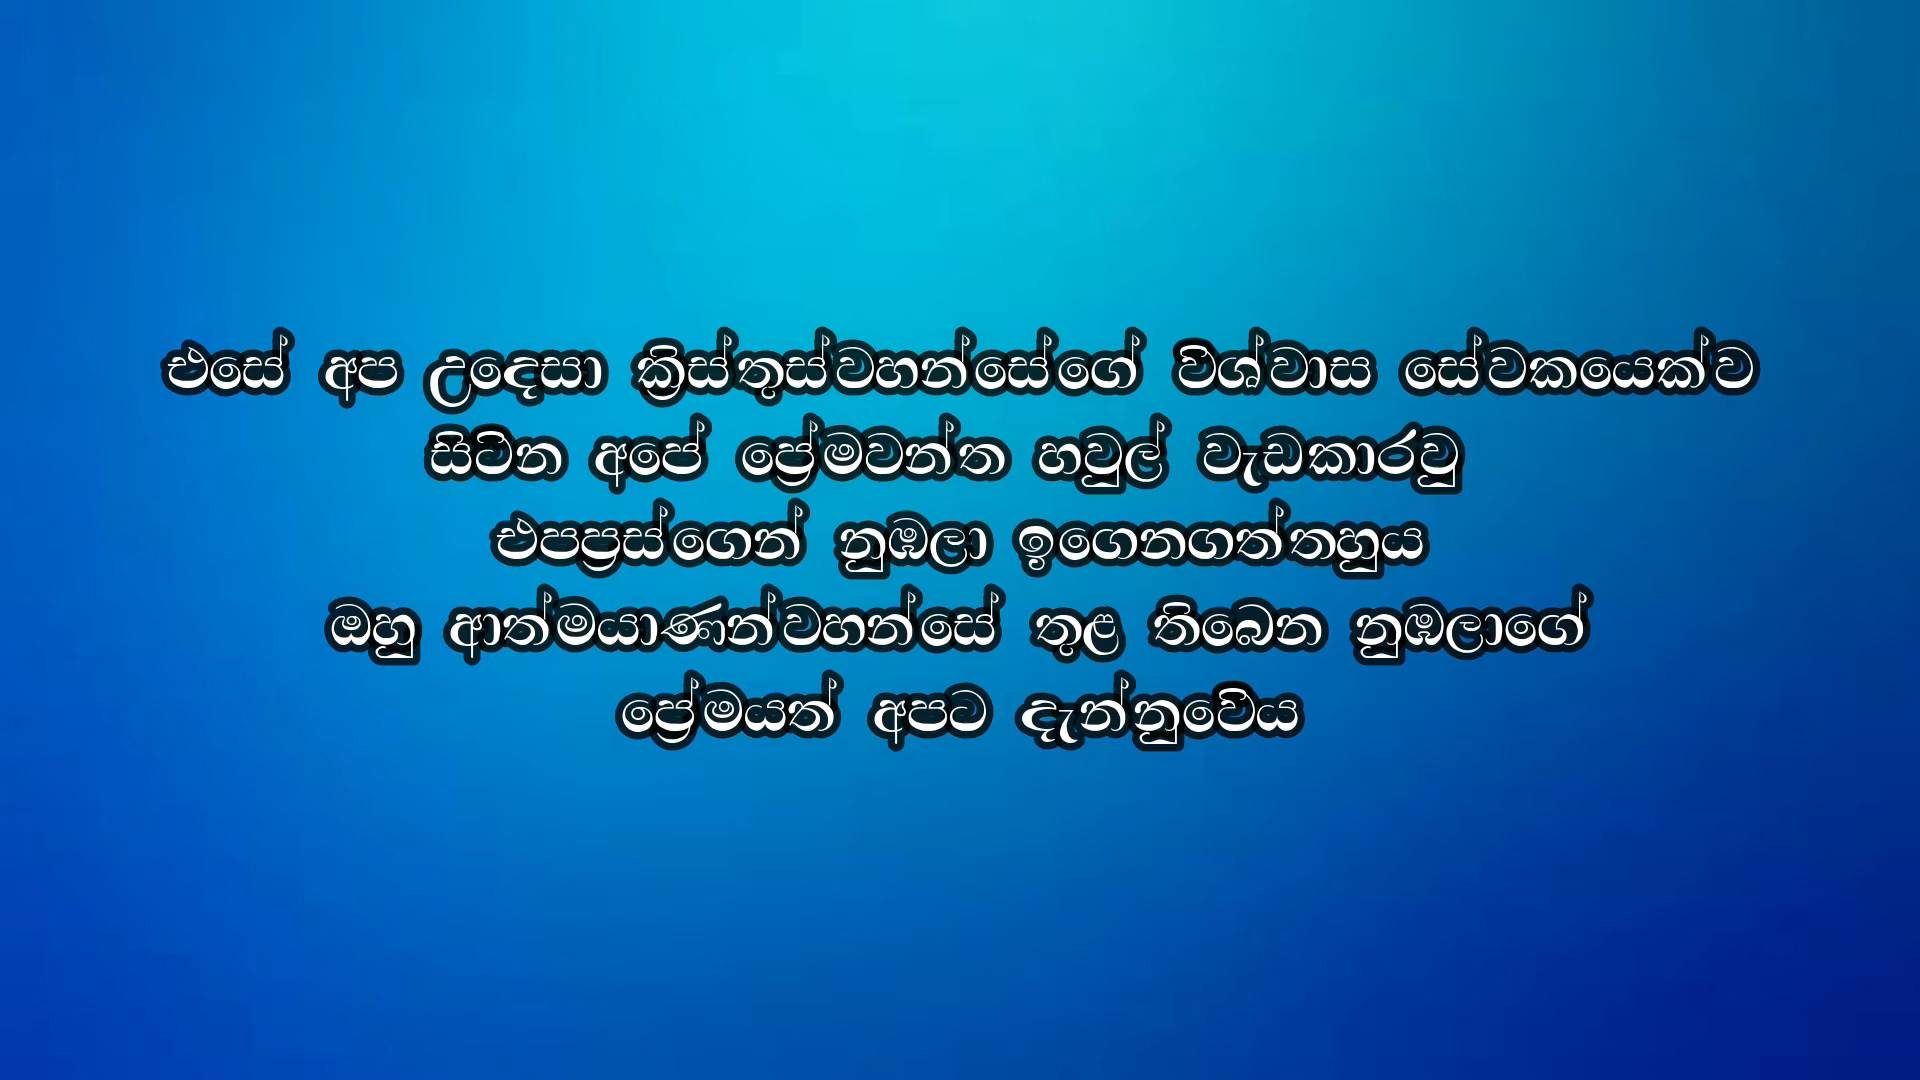 එසේ අප උදෙසා ක්‍රිස්තුස්වහන්සේගේ විශ්වාස සේවකයෙක්ව
සිටින අපේ ප්‍රේමවන්ත හවුල් වැඩකාරවු
එපප්‍රස්ගෙන් නුඹලා ඉගෙනගත්තහුය
ඔහු ආත්මයාණන්වහන්සේ තුළ තිබෙන නුඹලාගේ
ප්‍රේමයත් අපට දැන්නුවේය